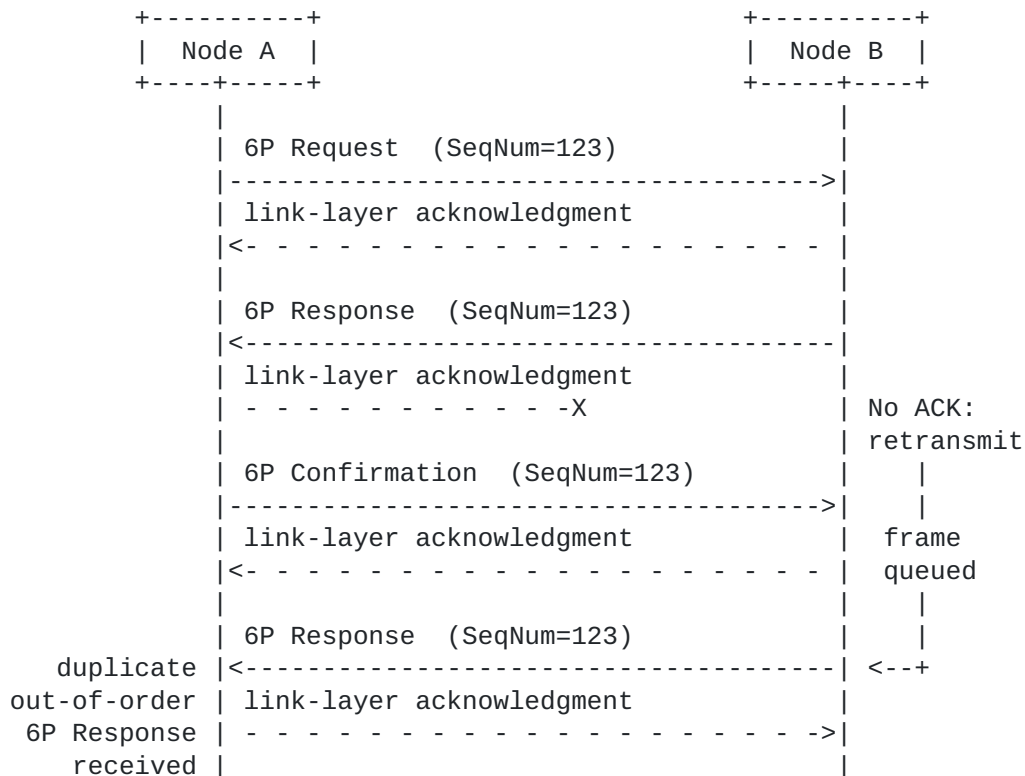 Node A Node B
6P Request (SeqNum=123)
link-layer acknowledgment
6P Response (SeqNum=123)
link-layer acknowledgment
X No ACK:
retransmit
6P Confirmation (SeqNum=123)
link-layer acknowledgment frame
queued
6P Response (SeqNum=123)
duplicate
out-of-order link-layer acknowledgment
6P Response
received